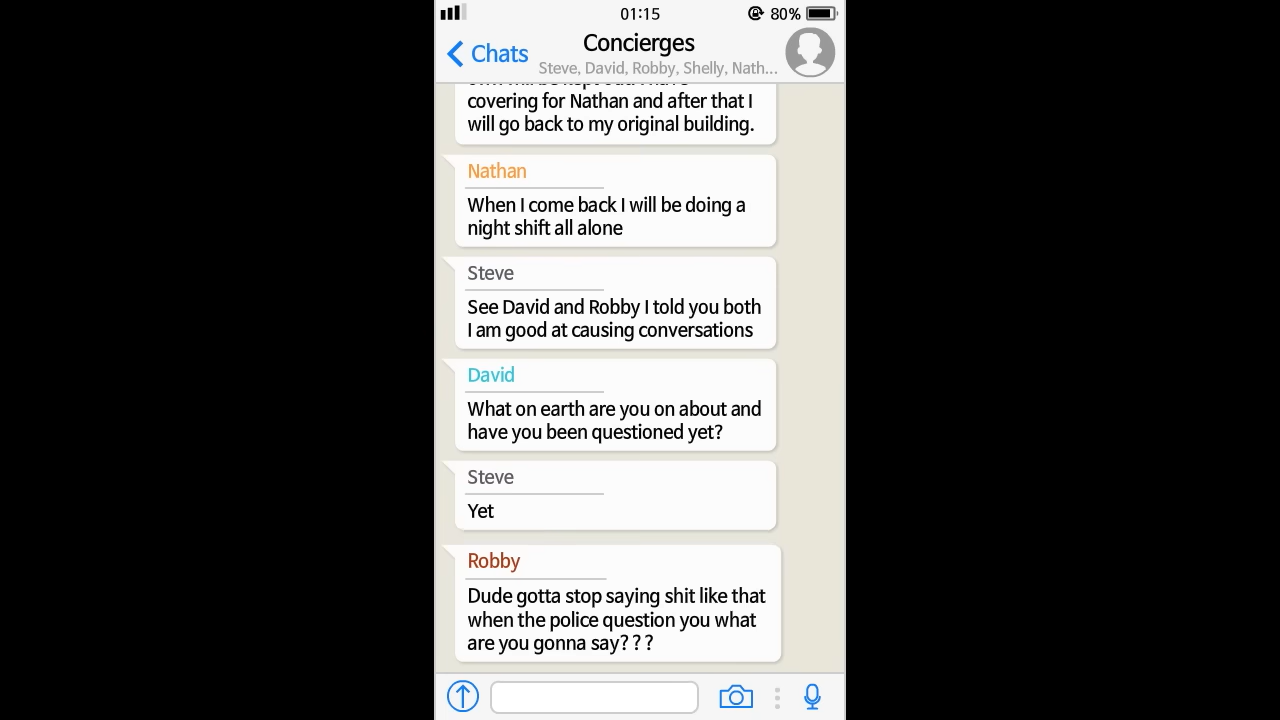 01:15
80%
Chats
Concierges
Steve, David, Robby, Shelly, Nath...
covering for Nathan and after that I
will go back to my original building.
Nathan
When I come back I will be doing a
night shift all alone
Steve
See David and Robby I told you both
I am good at causing conversations
David
What on earth are you on about and
have you been questioned yet?
Steve
Yet
Robby
Dude gotta stop saying shit like that
when the police question you what
are you gonna say???